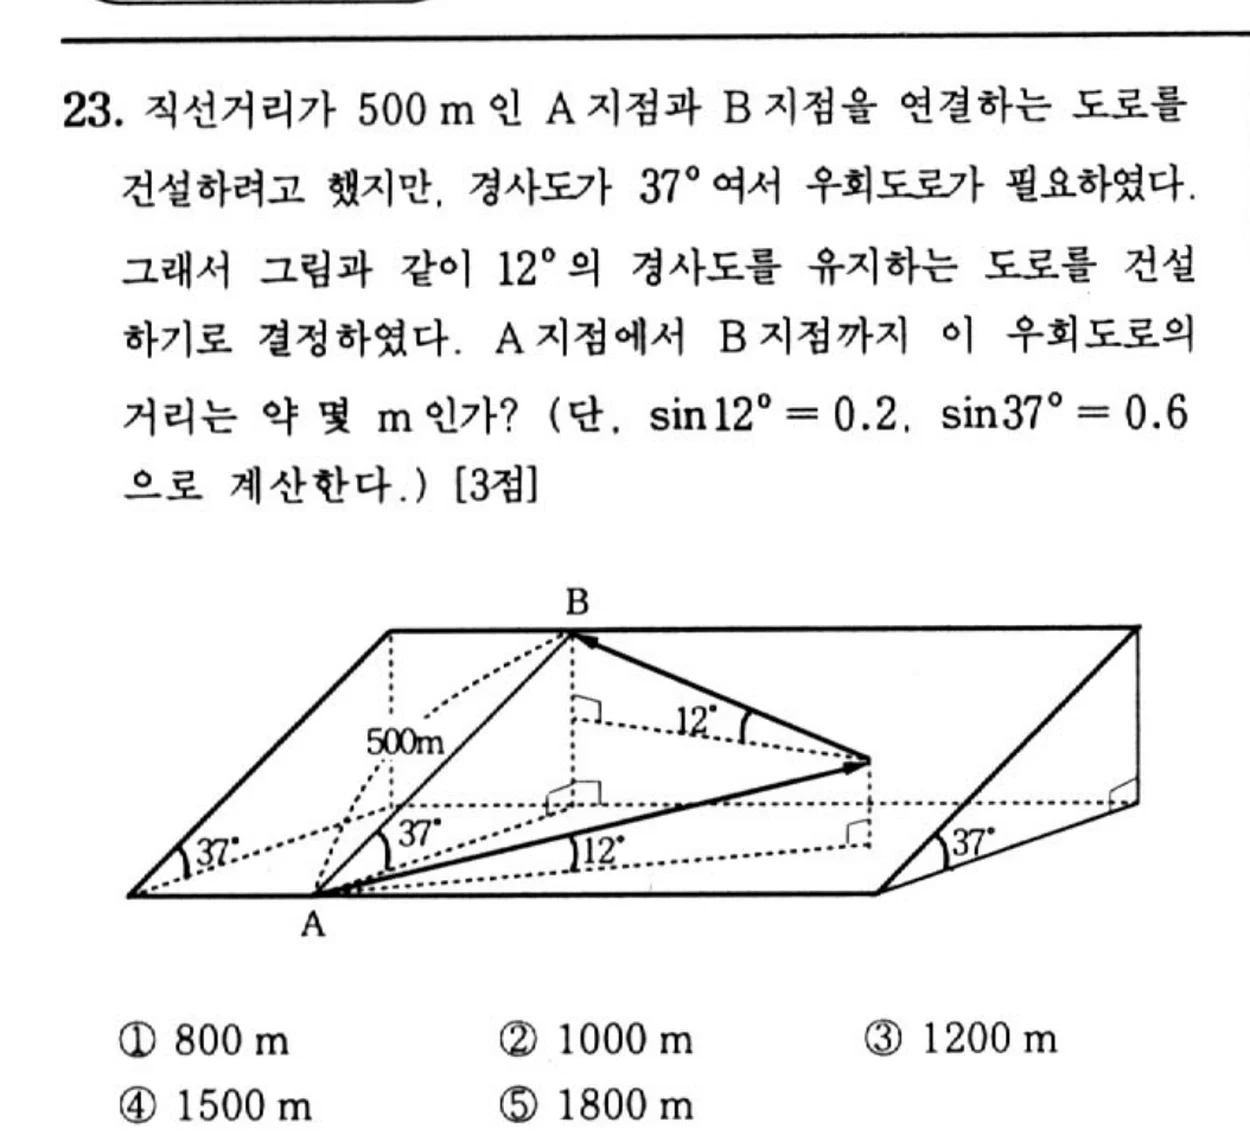 23. 직선거리가 500 m 인 A 지점과 B 지점을 연결하는 도로를
건설하려고 했지만, 경사도가 37° 여서 우회도로가 필요하였다.
그래서 그림과 같이 12° 의 경사도를 유지하는 도로를 건설
하기로 결정하였다. A 지점에서 B 지점까지 이 우회도로의
거리는 약 몇 m 인가? (단, sin12° = 0.2, sin37° = 0.6
으로 계산한다.) [3점]
B
12°
500m
37°
37°
12°
37°
A
① 800 m ② 1000 m ③ 1200 m
④ 1500 m ⑤ 1800 m